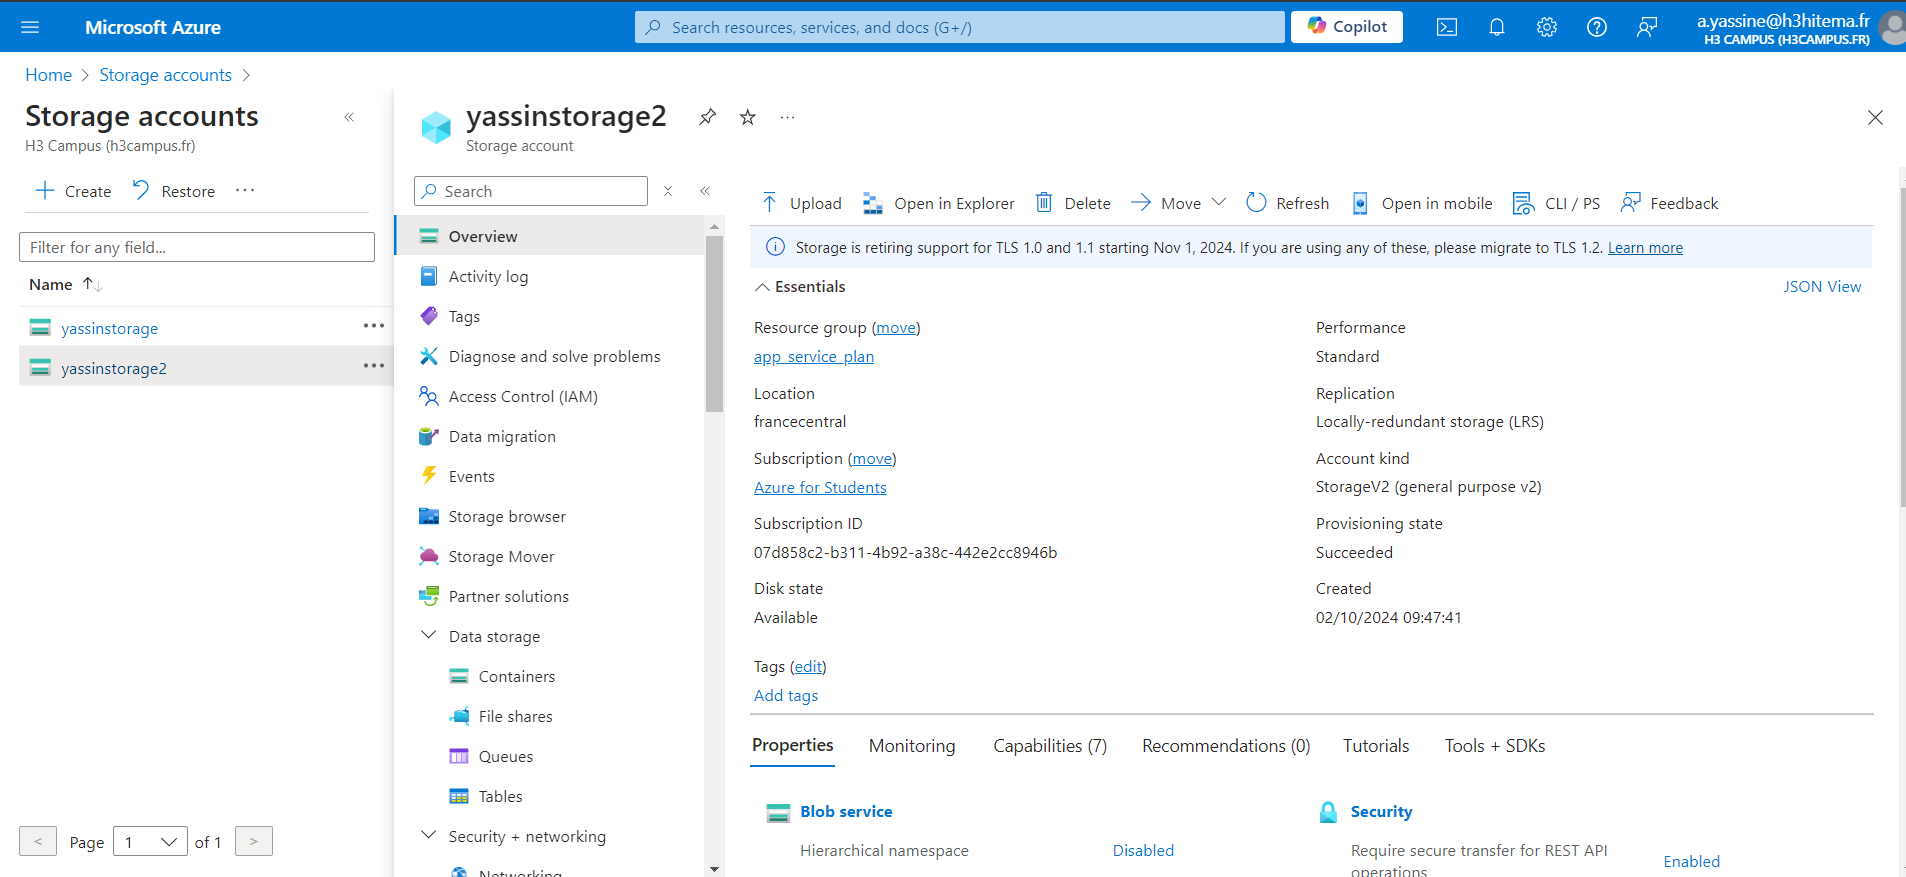 Microsoft Azure
Search resources, services, and docs (G+/)
Copilot
a.yassine@h3hitema.fr
H3 CAMPUS (H3CAMPUS.FR)
Home > Storage accounts >
Storage accounts
H3 Campus (h3campus.fr)
Create
Restore
Filter for any field...
Name
yassinstorage
yassinstorage2
< Page 1 of 1 >
yassinstorage2
Storage account
Search
Overview
Activity log
Tags
Diagnose and solve problems
Access Control (IAM)
Data migration
Events
Storage browser
Storage Mover
Partner solutions
Data storage
Containers
File shares
Queues
Tables
Security + networking
Networking
Upload
Open in Explorer
Delete
Move
Refresh
Open in mobile
CLI / PS
Feedback
Storage is retiring support for TLS 1.0 and 1.1 starting Nov 1, 2024. If you are using any of these, please migrate to TLS 1.2. Learn more
Essentials
JSON View
Resource group (move)
app_service_plan
Location
francecentral
Subscription (move)
Azure for Students
Subscription ID
07d858c2-b311-4b92-a38c-442e2cc8946b
Disk state
Available
Performance
Standard
Replication
Locally-redundant storage (LRS)
Account kind
StorageV2 (general purpose v2)
Provisioning state
Succeeded
Created
02/10/2024 09:47:41
Tags (edit)
Add tags
Properties
Monitoring
Capabilities (7)
Recommendations (0)
Tutorials
Tools + SDKs
Blob service
Hierarchical namespace
Disabled
Security
Require secure transfer for REST API
operations
Enabled